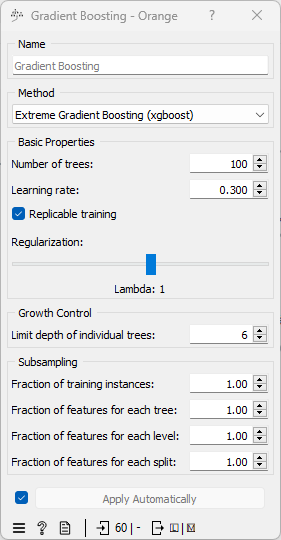 Gradient Boosting - Orange
Name
Gradient Boosting
Method
Extreme Gradient Boosting (xgboost)
Basic Properties
Number of trees: 100
Learning rate: 0.300
Replicable training
Regularization:
Lambda: 1
Growth Control
Limit depth of individual trees: 6
Subsampling
Fraction of training instances: 1.00
Fraction of features for each tree: 1.00
Fraction of features for each level: 1.00
Fraction of features for each split: 1.00
Apply Automatically
? 60 | - L | M